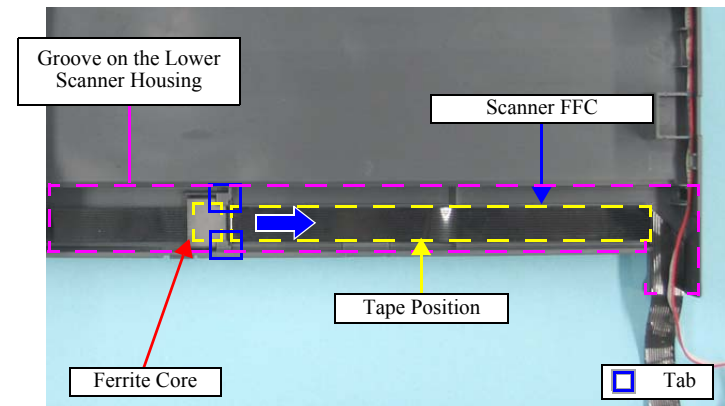 Groove on the Lower
Scanner Housing
Scanner FFC
Tape Position
Ferrite Core
Tab